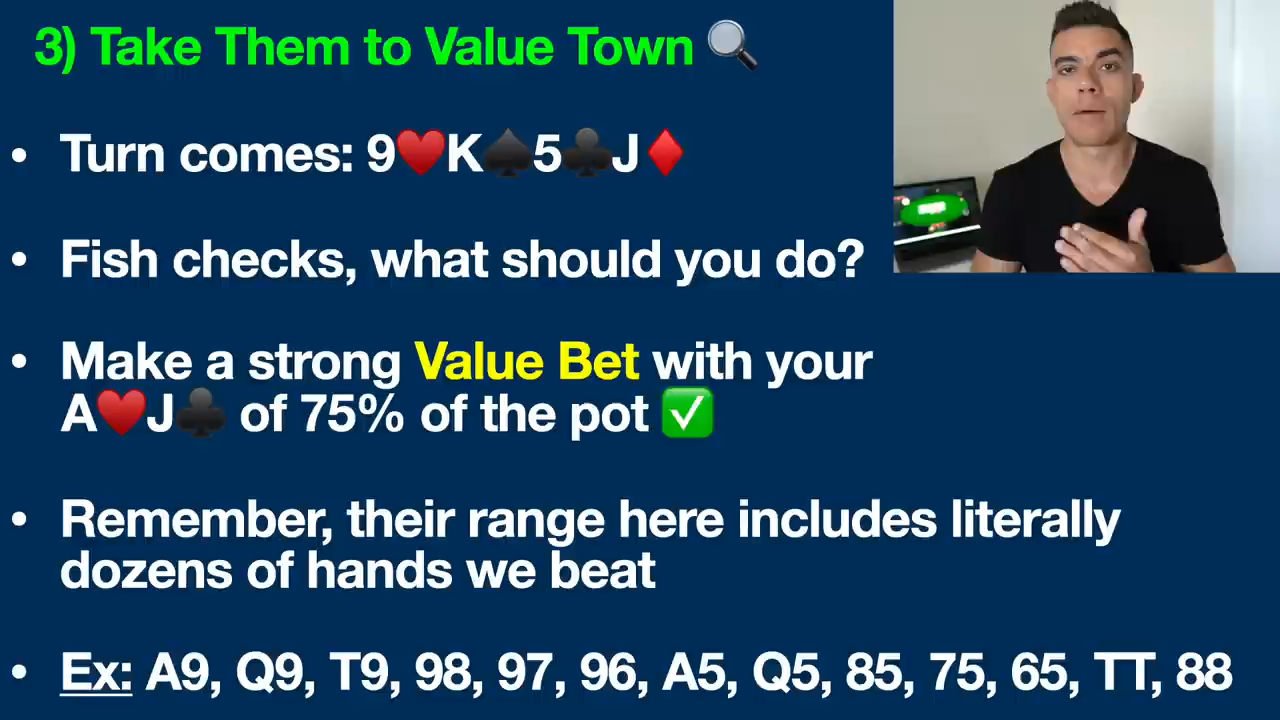 3) Take Them to Value Town 🔍
• Turn comes: 9♥️K♠️5♣️J♦️
• Fish checks, what should you do?
• Make a strong Value Bet with your
A♥️J♣️ of 75% of the pot ✅
• Remember, their range here includes literally
dozens of hands we beat
• Ex: A9, Q9, T9, 98, 97, 96, A5, Q5, 85, 75, 65, TT, 88